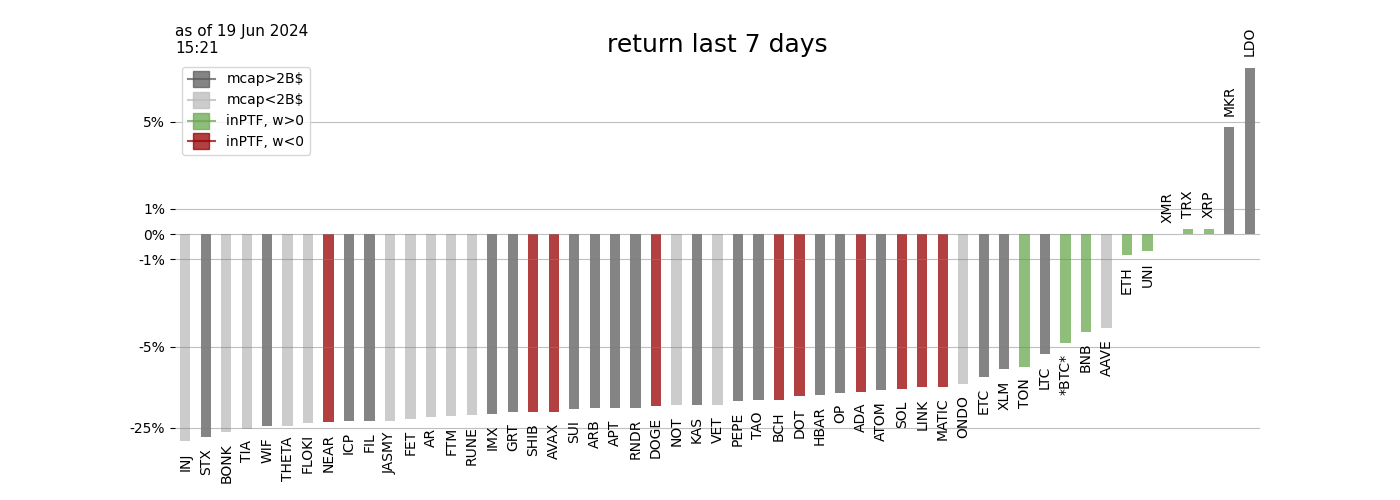 as of 19 Jun 2024
15:21
return last 7 days
mcap>2B$
mcap<2B$
inPTF, w>0
inPTF, w<0
5%
1%
0%
-1%
-5%
-25%
INJ
STX
BONK
TIA
WIF
THETA
FLOKI
NEAR
ICP
FIL
JASMY
FET
AR
FTM
RUNE
IMX
GRT
SHIB
AVAX
SUI
ARB
APT
RNDR
DOGE
NOT
KAS
VET
PEPE
TAO
BCH
DOT
HBAR
OP
ADA
ATOM
SOL
LINK
MATIC
ONDO
ETC
XLM
TON
LTC
*BTC*
BNB
AAVE
ETH
UNI
XMR
TRX
XRP
MKR
LDO